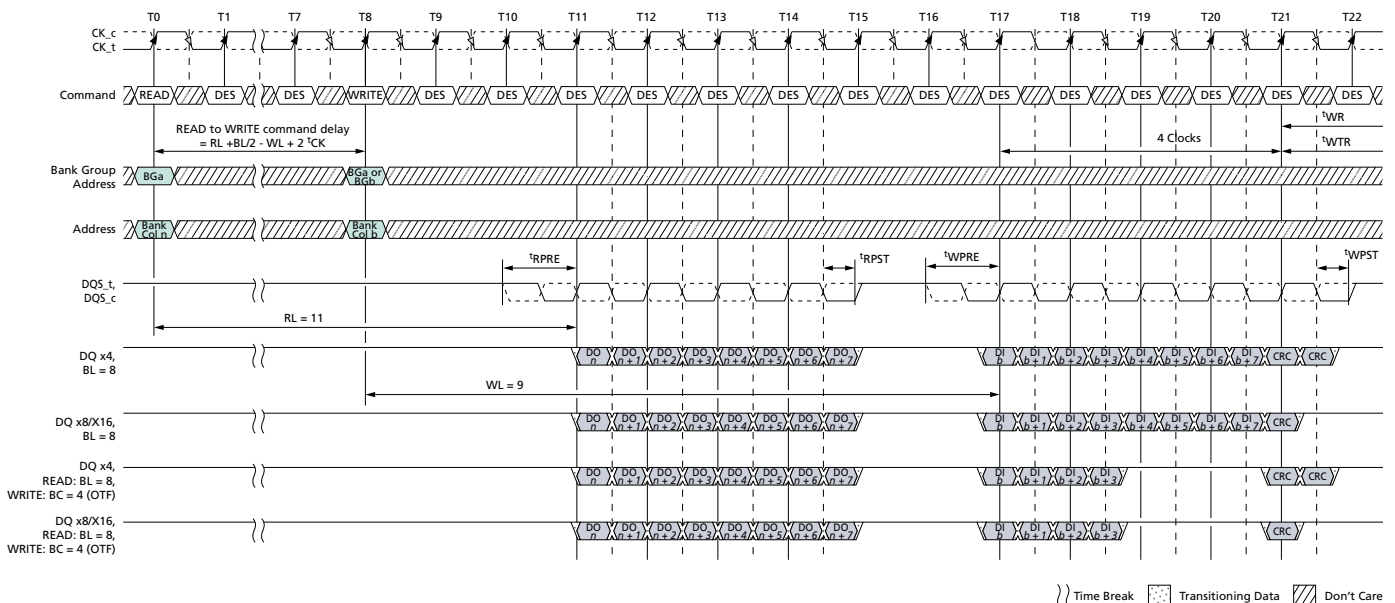 T0 T1 T7 T8 T9 T10 T11 T12 T13 T14 T15 T16 T17 T18 T19 T20 T21 T22
CK_c
CK_t
Command READ DES DES WRITE DES DES DES DES DES DES DES DES DES DES DES DES DES DES
READ to WRITE command delay
= RL +BL/2 - WL + 2 tCK
4 Clocks
tWR
tWTR
Bank Group
Address
BGa
BGa or
BGb
Address
Bank
Col n
Bank
Col b
tRPRE tRPST tWPRE tWPST
DQS_t,
DQS_c
RL = 11
DQ x4,
BL = 8
DO n DO n + 1 DO n + 2 DO n + 3 DO n + 4 DO n + 5 DO n + 6 DO n + 7 DI b DI b + 1 DI b + 2 DI b + 3 DI b + 4 DI b + 5 DI b + 6 DI b + 7 CRC CRC
WL = 9
DQ x8/X16,
BL = 8
DO n DO n + 1 DO n + 2 DO n + 3 DO n + 4 DO n + 5 DO n + 6 DO n + 7 DI b DI b + 1 DI b + 2 DI b + 3 DI b + 4 DI b + 5 DI b + 6 DI b + 7 CRC
DQ x4,
READ: BL = 8,
WRITE: BC = 4 (OTF)
DO n DO n + 1 DO n + 2 DO n + 3 DO n + 4 DO n + 5 DO n + 6 DO n + 7 DI b DI b + 1 DI b + 2 DI b + 3 CRC CRC
DQ x8/X16,
READ: BL = 8,
WRITE: BC = 4 (OTF)
DO n DO n + 1 DO n + 2 DO n + 3 DO n + 4 DO n + 5 DO n + 6 DO n + 7 DI b DI b + 1 DI b + 2 DI b + 3 CRC
Time Break Transitioning Data Don't Care